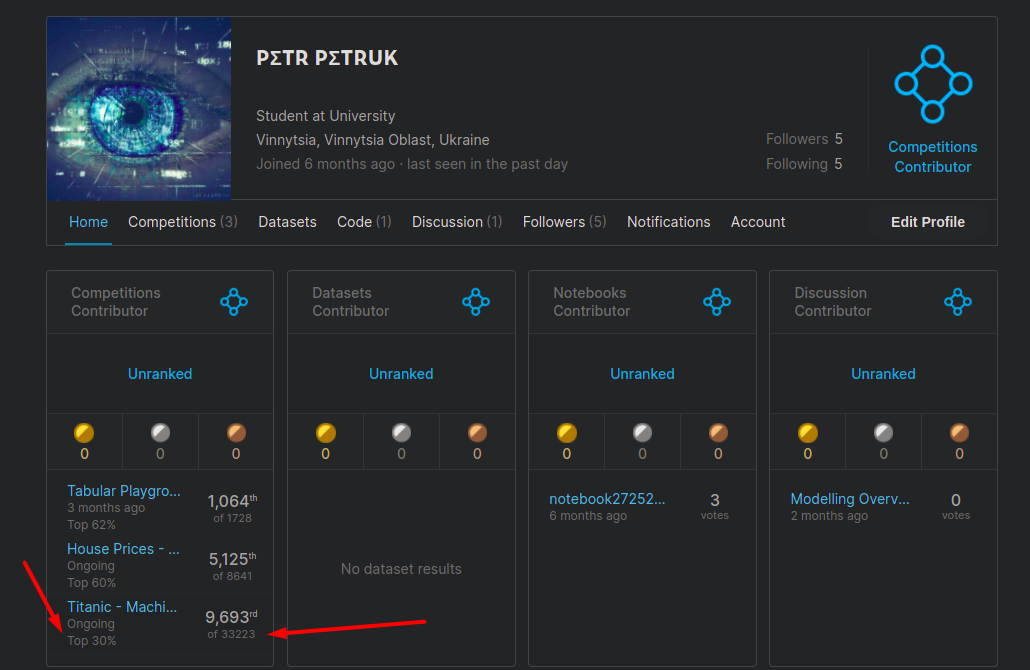 PΣTR PΣTRUK
Student at University
Vinnytsia, Vinnytsia Oblast, Ukraine
Joined 6 months ago · last seen in the past day
Followers 5
Following 5
Competitions
Contributor
Home Competitions (3) Datasets Code (1) Discussion (1) Followers (5) Notifications Account Edit Profile
Competitions
Contributor
Unranked
0 0 0
Tabular Playgro...
3 months ago
Top 62%
1,064th
of 1728
House Prices - ...
Ongoing
Top 60%
5,125th
of 8641
Titanic - Machi...
Ongoing
Top 30%
9,693rd
of 33223
Datasets
Contributor
Unranked
0 0 0
No dataset results
Notebooks
Contributor
Unranked
0 0 0
notebook27252...
6 months ago
3
votes
Discussion
Contributor
Unranked
0 0 0
Modelling Overv...
2 months ago
0
votes